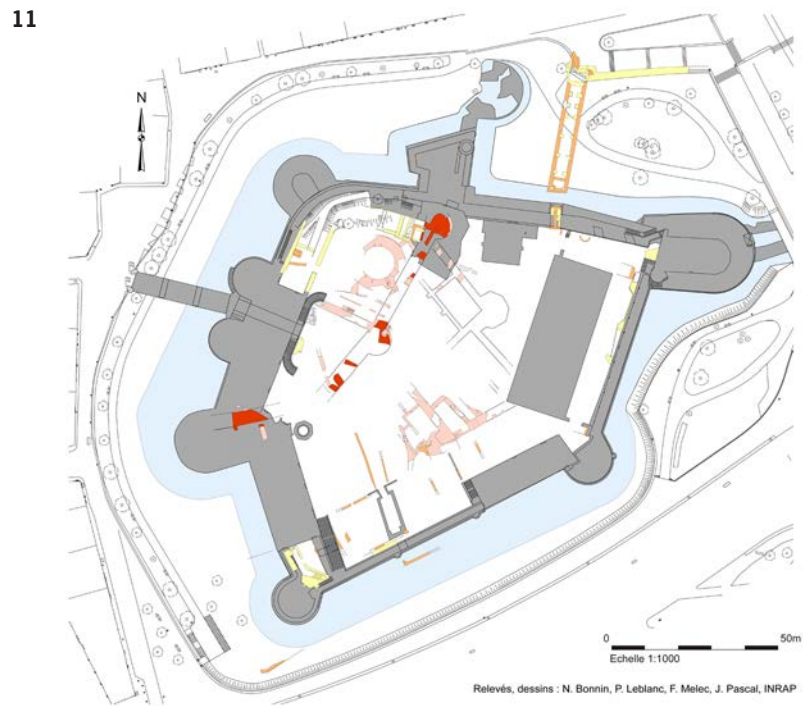 11
N
0 50m
Echelle 1:1000
Relevés, dessins : N. Bonnin, P. Leblanc, F. Melec, J. Pascal, INRAP